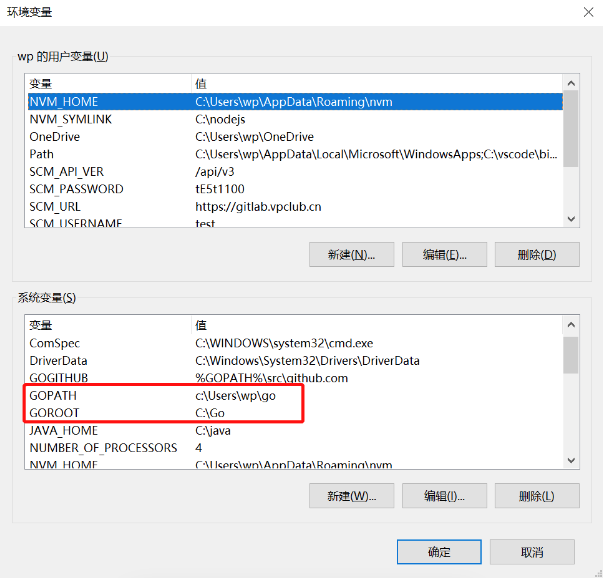 环境变量
wp 的用户变量(U)
变量 值
NVM_HOME C:\Users\wp\AppData\Roaming\nvm
NVM_SYMLINK C:\nodejs
OneDrive C:\Users\wp\OneDrive
Path C:\Users\wp\AppData\Local\Microsoft\WindowsApps;C:\vscode\bi...
SCM_API_VER /api/v3
SCM_PASSWORD tE5t1100
SCM_URL https://gitlab.vpclub.cn
SCM_USERNAME test
新建(N)... 编辑(E)... 删除(D)
系统变量(S)
变量 值
ComSpec C:\WINDOWS\system32\cmd.exe
DriverData C:\Windows\System32\Drivers\DriverData
GOGITHUB %GOPATH%\src\github.com
GOPATH c:\Users\wp\go
GOROOT C:\Go
JAVA_HOME C:\java
NUMBER_OF_PROCESSORS 4
NVM_HOME C:\Users\wp\AppData\Roaming\nvm
新建(W)... 编辑(I)... 删除(L)
确定 取消